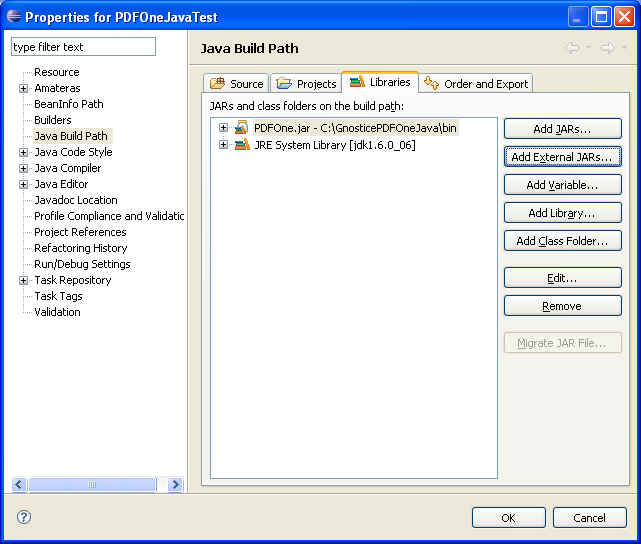 Properties for PDFOneJavaTest
type filter text
Resource
Amateras
BeanInfo Path
Builders
Java Build Path
Java Code Style
Java Compiler
Java Editor
Javadoc Location
Profile Compliance and Validatic
Project References
Refactoring History
Run/Debug Settings
Task Repository
Task Tags
Validation
Java Build Path
Source
Projects
Libraries
Order and Export
JARs and class folders on the build path:
PDFOne.jar - C:\GnosticePDFOneJava\bin
JRE System Library [jdk1.6.0_06]
Add JARs...
Add External JARs...
Add Variable...
Add Library...
Add Class Folder...
Edit...
Remove
Migrate JAR File...
?
OK
Cancel